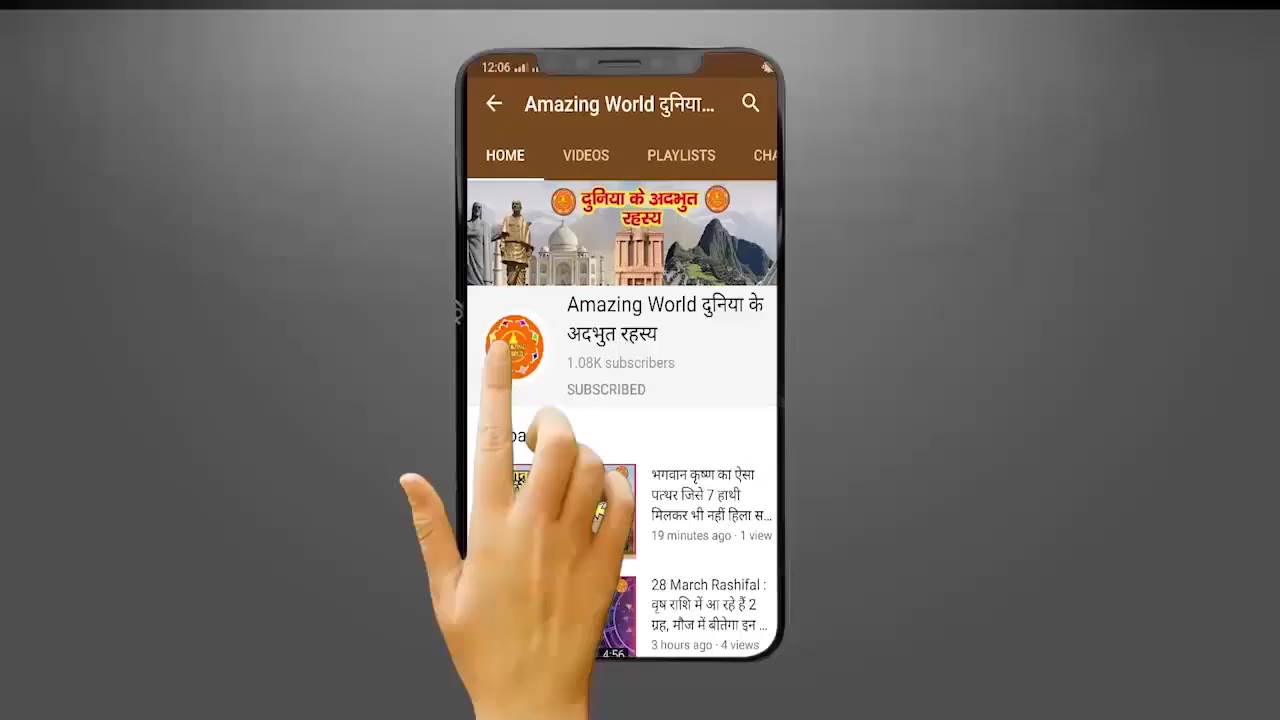 12:06
Amazing World दुनिया...
HOME VIDEOS PLAYLISTS CHA
दुनिया के अदभुत
रहस्य
Amazing World दुनिया के
अदभुत रहस्य
1.08K subscribers
SUBSCRIBED
भगवान कृष्ण का ऐसा
पत्थर जिसे 7 हाथी
मिलकर भी नहीं हिला स...
19 minutes ago · 1 view
28 March Rashifal :
वृष राशि में आ रहे हैं 2
ग्रह, मौज में बीतेगा इन ...
3 hours ago · 4 views
4:56